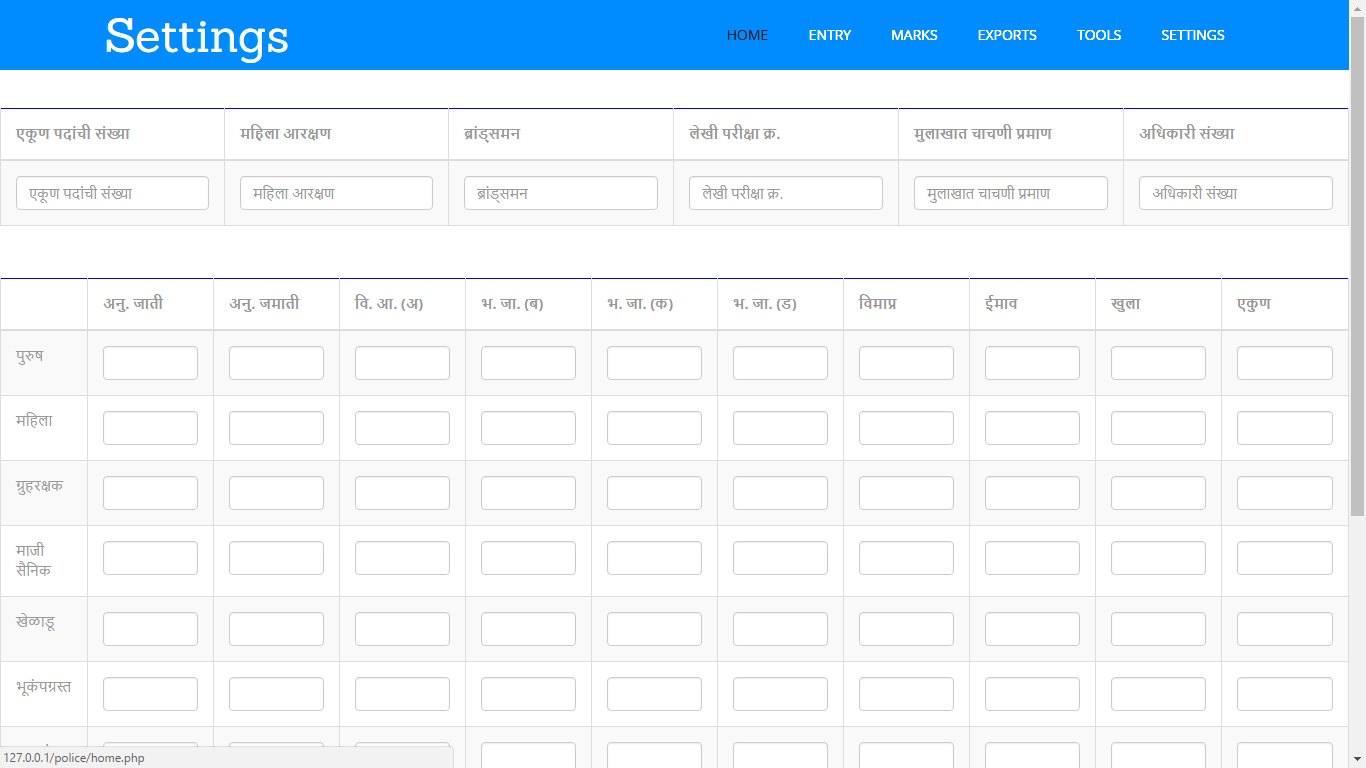 Settings
HOME ENTRY MARKS EXPORTS TOOLS SETTINGS
एकूण पदांची संख्या महिला आरक्षण ब्रांड्समन लेखी परीक्षा क्र. मुलाखात चाचणी प्रमाण अधिकारी संख्या
एकूण पदांची संख्या महिला आरक्षण ब्रांड्समन लेखी परीक्षा क्र. मुलाखात चाचणी प्रमाण अधिकारी संख्या
अनु. जाती अनु. जमाती वि. आ. (अ) भ. जा. (ब) भ. जा. (क) भ. जा. (ड) विमाप्र ईमाव खुला एकुण
पुरुष
महिला
ग्रुहरक्षक
माजी
सैनिक
खेळाडू
भूकंपग्रस्त
127.0.0.1/police/home.php